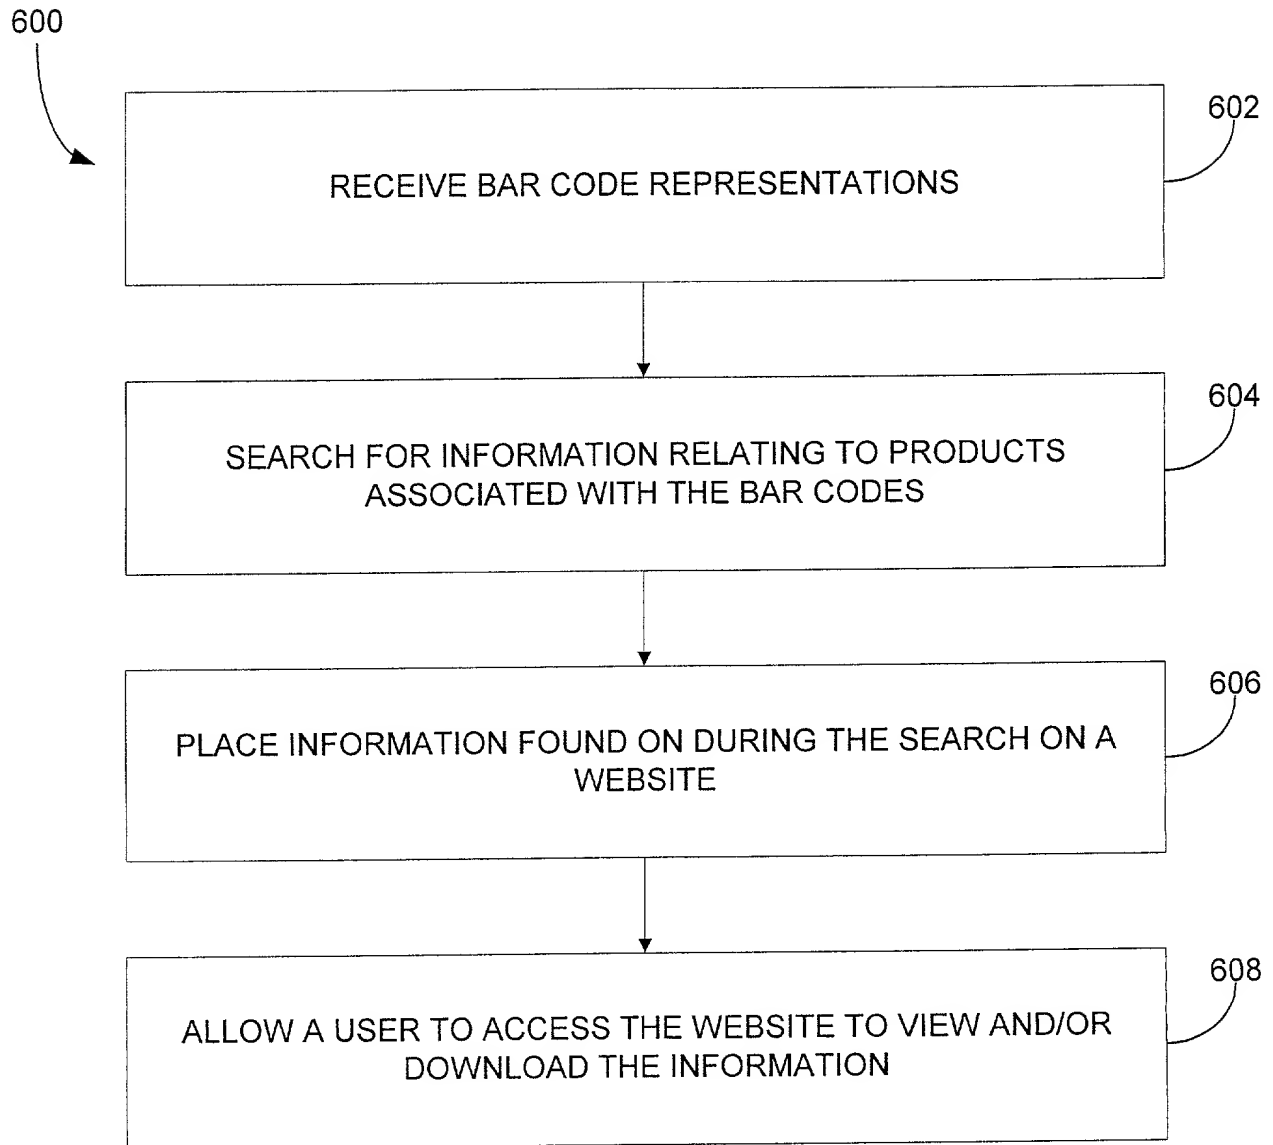 600
602
RECEIVE BAR CODE REPRESENTATIONS
604
SEARCH FOR INFORMATION RELATING TO PRODUCTS
ASSOCIATED WITH THE BAR CODES
606
PLACE INFORMATION FOUND ON DURING THE SEARCH ON A
WEBSITE
608
ALLOW A USER TO ACCESS THE WEBSITE TO VIEW AND/OR
DOWNLOAD THE INFORMATION